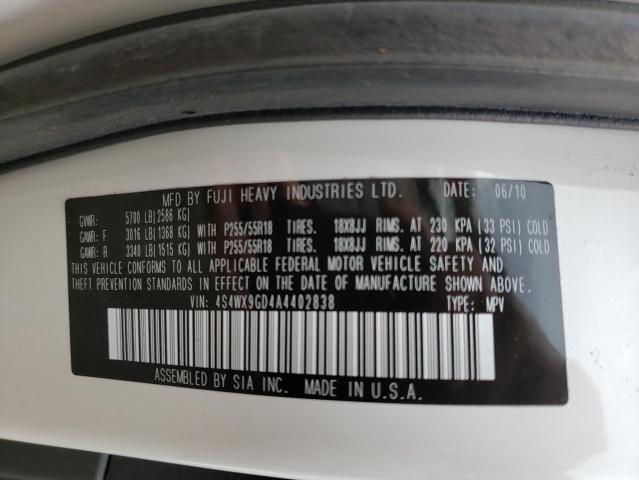 MFD BY FUJI HEAVY INDUSTRIES LTD. DATE: 06/10
GVWR: 5700 LB(2586 KG)
GAWR: F 3016 LB(1368 KG) WITH P255/55R18 TIRES. 18X8JJ RIMS. AT 230 KPA (33 PSI) COLD
GAWR: R 3340 LB(1515 KG) WITH P255/55R18 TIRES. 18X8JJ RIMS. AT 220 KPA (32 PSI) COLD
THIS VEHICLE CONFORMS TO ALL APPLICABLE FEDERAL MOTOR VEHICLE SAFETY, AND
THEFT PREVENTION STANDARDS IN EFFECT ON THE DATE OF MANUFACTURE SHOWN ABOVE.
VIN: 4S4WX9GD4A4402838 TYPE: MPV
ASSEMBLED BY SIA INC. MADE IN U.S.A.